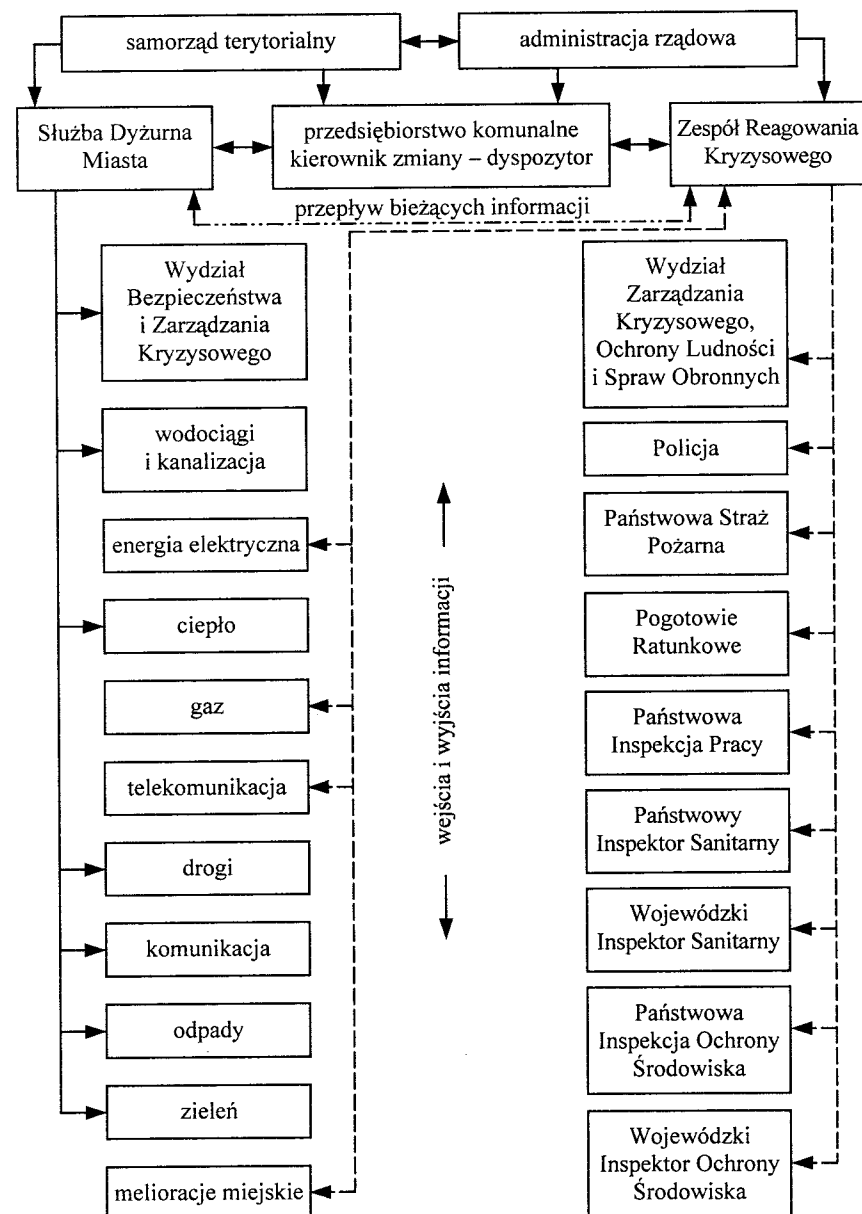 samorząd terytorialny
administracja rządowa
Służba Dyżurna
Miasta
przedsiębiorstwo komunalne
kierownik zmiany – dyspozytor
Zespół Reagowania
Kryzysowego
przepływ bieżących informacji
Wydział
Bezpieczeństwa
i Zarządzania
Kryzysowego
wodociągi
i kanalizacja
energia elektryczna
ciepło
gaz
telekomunikacja
drogi
komunikacja
odpady
zieleń
melioracje miejskie
wejścia i wyjścia informacji
Wydział
Zarządzania
Kryzysowego,
Ochrony Ludności
i Spraw Obronnych
Policja
Państwowa Straż
Pożarna
Pogotowie
Ratunkowe
Państwowa
Inspekcja Pracy
Państwowy
Inspektor Sanitarny
Wojewódzki
Inspektor Sanitarny
Państwowa
Inspekcja Ochrony
Środowiska
Wojewódzki
Inspektor Ochrony
Środowiska